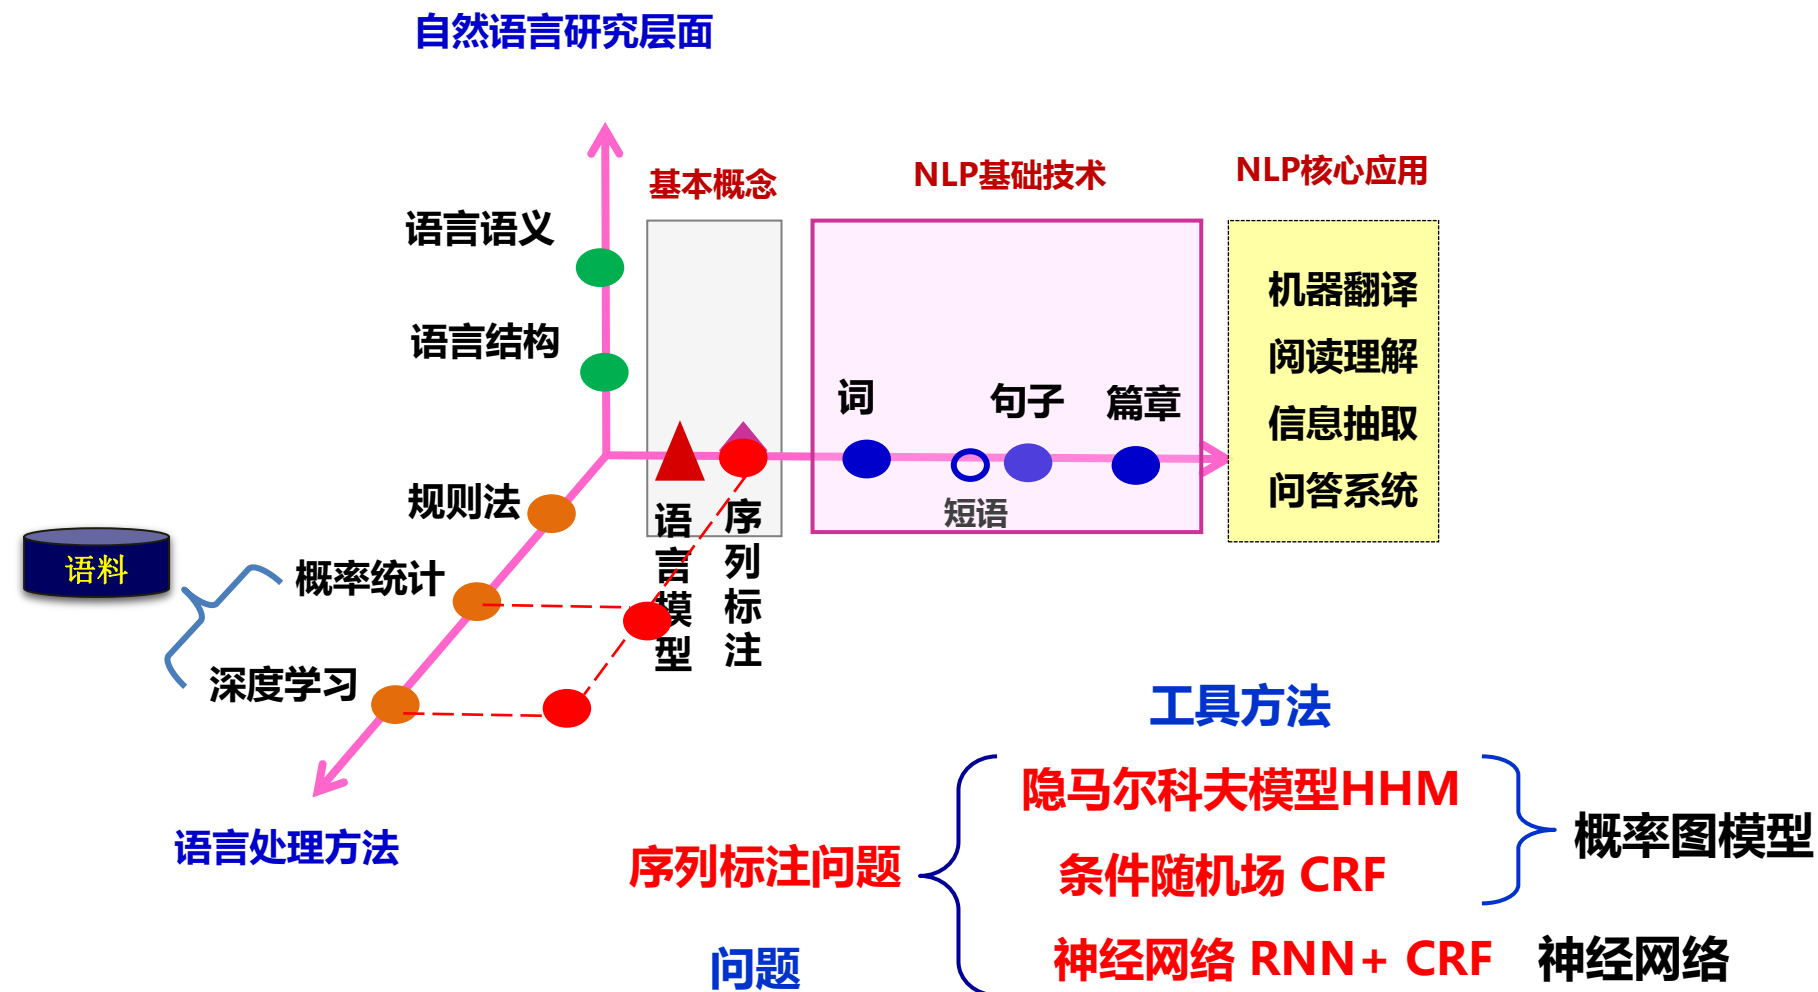 自然语言研究层面
基本概念
NLP基础技术
NLP核心应用
语言语义
语言结构
机器翻译
阅读理解
信息抽取
问答系统
词
句子
篇章
短语
语言模型
序列标注
规则法
概率统计
深度学习
语料
语言处理方法
工具方法
隐马尔科夫模型HHM
条件随机场 CRF
概率图模型
序列标注问题
神经网络 RNN+ CRF
神经网络
问题